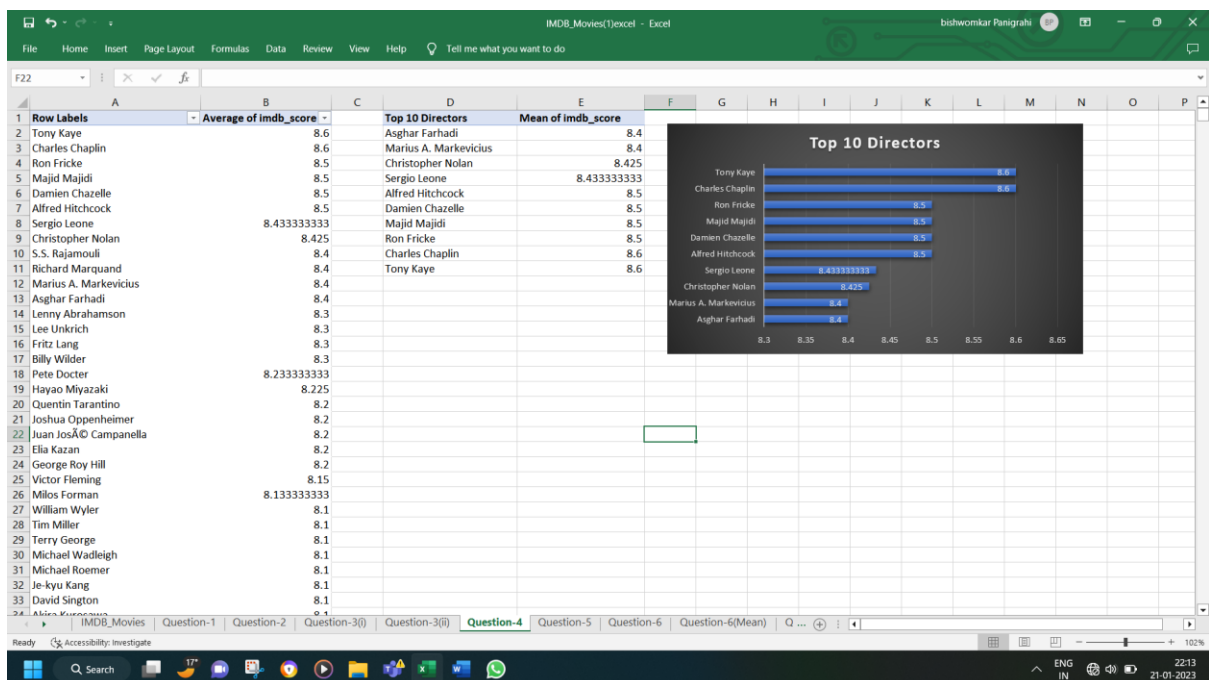 IMDB_Movies(1)excel - Excel
bishwomkar Panigrahi BP
File Home Insert Page Layout Formulas Data Review View Help Tell me what you want to do
F22 fx
A B C D E F G H I J K L M N O P
1 Row Labels Average of imdb_score Top 10 Directors Mean of imdb_score
2 Tony Kaye 8.6 Asghar Farhadi 8.4
3 Charles Chaplin 8.6 Marius A. Markevicius 8.4
4 Ron Fricke 8.5 Christopher Nolan 8.425
5 Majid Majidi 8.5 Sergio Leone 8.433333333
6 Damien Chazelle 8.5 Alfred Hitchcock 8.5
7 Alfred Hitchcock 8.5 Damien Chazelle 8.5
8 Sergio Leone 8.433333333 Majid Majidi 8.5
9 Christopher Nolan 8.425 Ron Fricke 8.5
10 S.S. Rajamouli 8.4 Charles Chaplin 8.6
11 Richard Marquand 8.4 Tony Kaye 8.6
12 Marius A. Markevicius 8.4
13 Asghar Farhadi 8.4
14 Lenny Abrahamson 8.3
15 Lee Unkrich 8.3
16 Fritz Lang 8.3
17 Billy Wilder 8.3
18 Pete Docter 8.233333333
19 Hayao Miyazaki 8.225
20 Quentin Tarantino 8.2
21 Joshua Oppenheimer 8.2
22 Juan JosÃ© Campanella 8.2
23 Elia Kazan 8.2
24 George Roy Hill 8.2
25 Victor Fleming 8.15
26 Milos Forman 8.133333333
27 William Wyler 8.1
28 Tim Miller 8.1
29 Terry George 8.1
30 Michael Wadleigh 8.1
31 Michael Roemer 8.1
32 Je-kyu Kang 8.1
33 David Sington 8.1
34 Akira Kurosawa 8.1
Top 10 Directors
Tony Kaye 8.6
Charles Chaplin 8.6
Ron Fricke 8.5
Majid Majidi 8.5
Damien Chazelle 8.5
Alfred Hitchcock 8.5
Sergio Leone 8.433333333
Christopher Nolan 8.425
Marius A. Markevicius 8.4
Asghar Farhadi 8.4
8.3 8.35 8.4 8.45 8.5 8.55 8.6 8.65
IMDB_Movies Question-1 Question-2 Question-3(i) Question-3(ii) Question-4 Question-5 Question-6 Question-6(Mean) Q ...
Ready Accessibility: Investigate 102%
Search 17° ENG 22:13
IN 21-01-2023